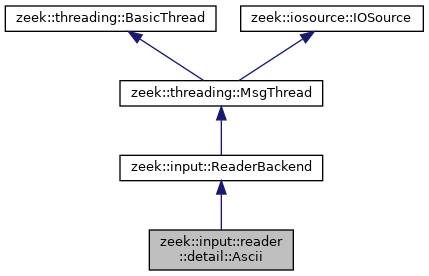 zeek::threading::BasicThread
zeek::iosource::IOSource
zeek::threading::MsgThread
zeek::input::ReaderBackend
zeek::input::reader
::detail::Ascii